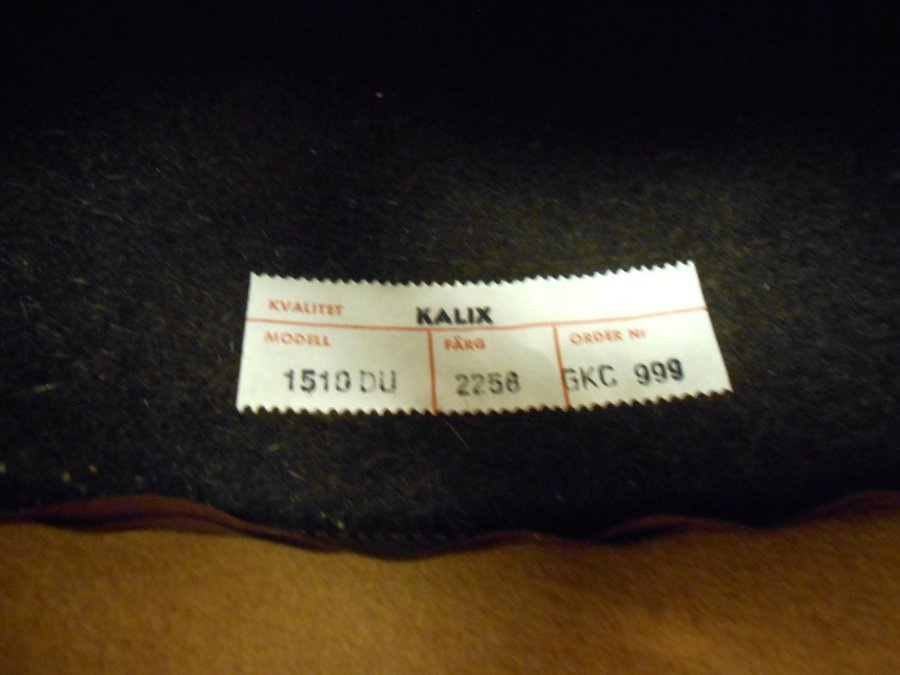 KVALITET KALIX
MODELL FÄRG ORDER Nr
1510 DU 2258 GKC 999